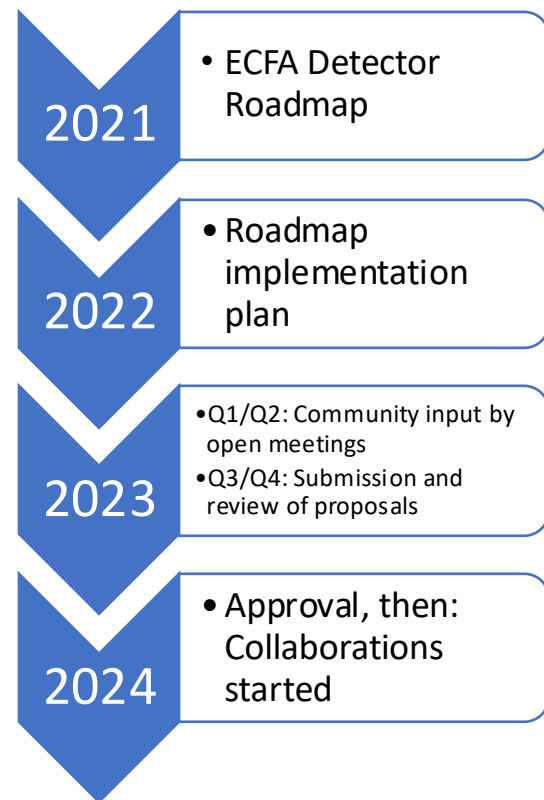 2021
• ECFA Detector
Roadmap
2022
• Roadmap
implementation
plan
2023
•Q1/Q2: Community input by
open meetings
•Q3/Q4: Submission and
review of proposals
2024
• Approval, then:
Collaborations
started